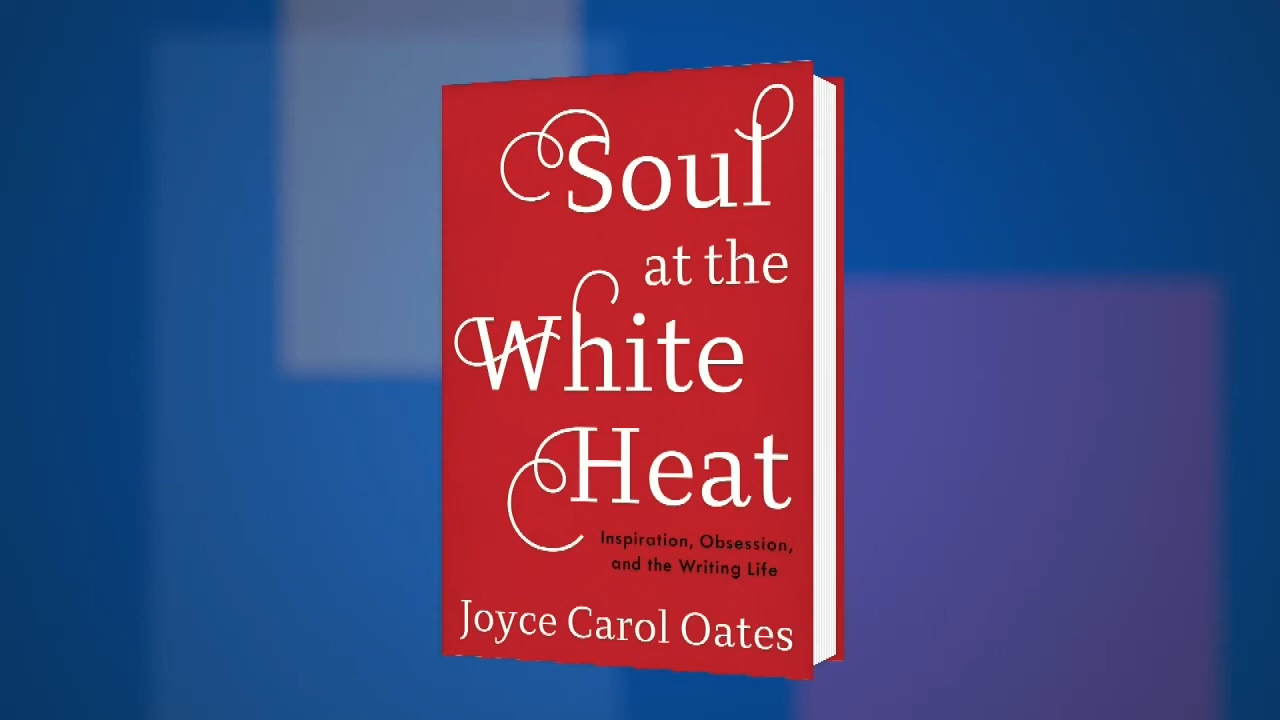 Soul
at the
White
Heat
Inspiration, Obsession,
and the Writing Life
Joyce Carol Oates